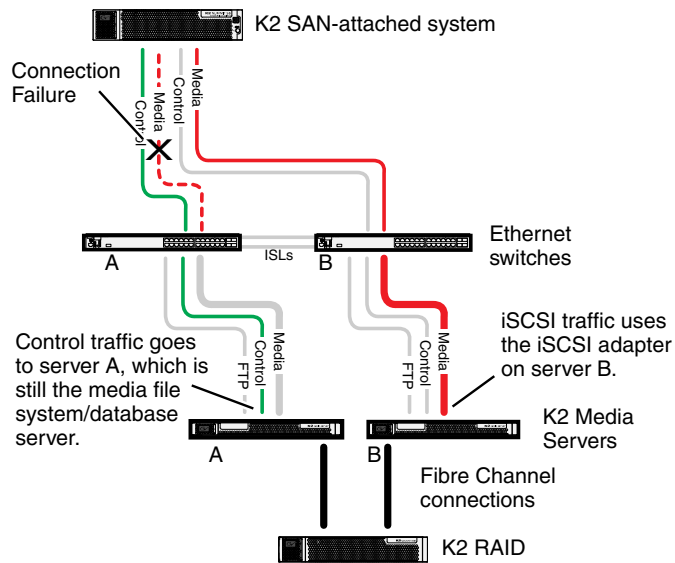 K2 SAN-attached system
Connection
Failure
Control
Media
Control
Media
Ethernet
switches
A
ISLs
B
Control traffic goes
to server A, which is
still the media file
system/database
server.
FTP
Control
Media
FTP
Control
Media
iSCSI traffic uses
the iSCSI adapter
on server B.
K2 Media
Servers
A
B
Fibre Channel
connections
K2 RAID